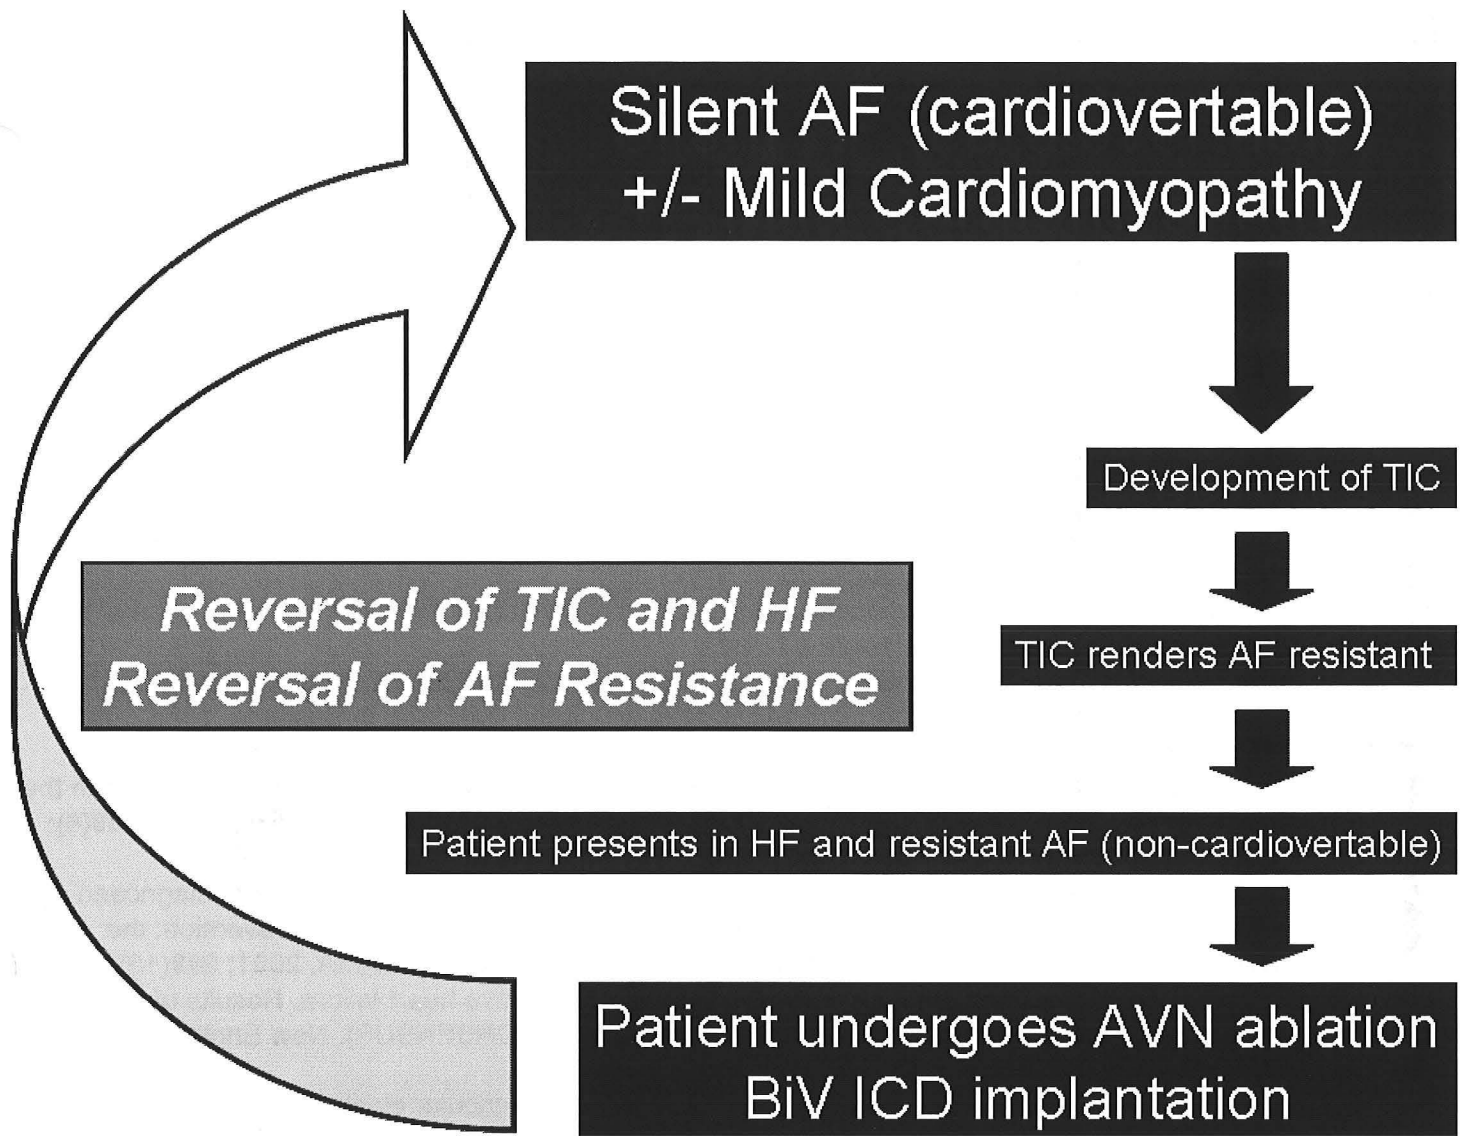 Silent AF (cardiovertable)
+/- Mild Cardiomyopathy
Development of TIC
TIC renders AF resistant
Patient presents in HF and resistant AF (non-cardiovertable)
Patient undergoes AVN ablation
BiV ICD implantation
Reversal of TIC and HF
Reversal of AF Resistance